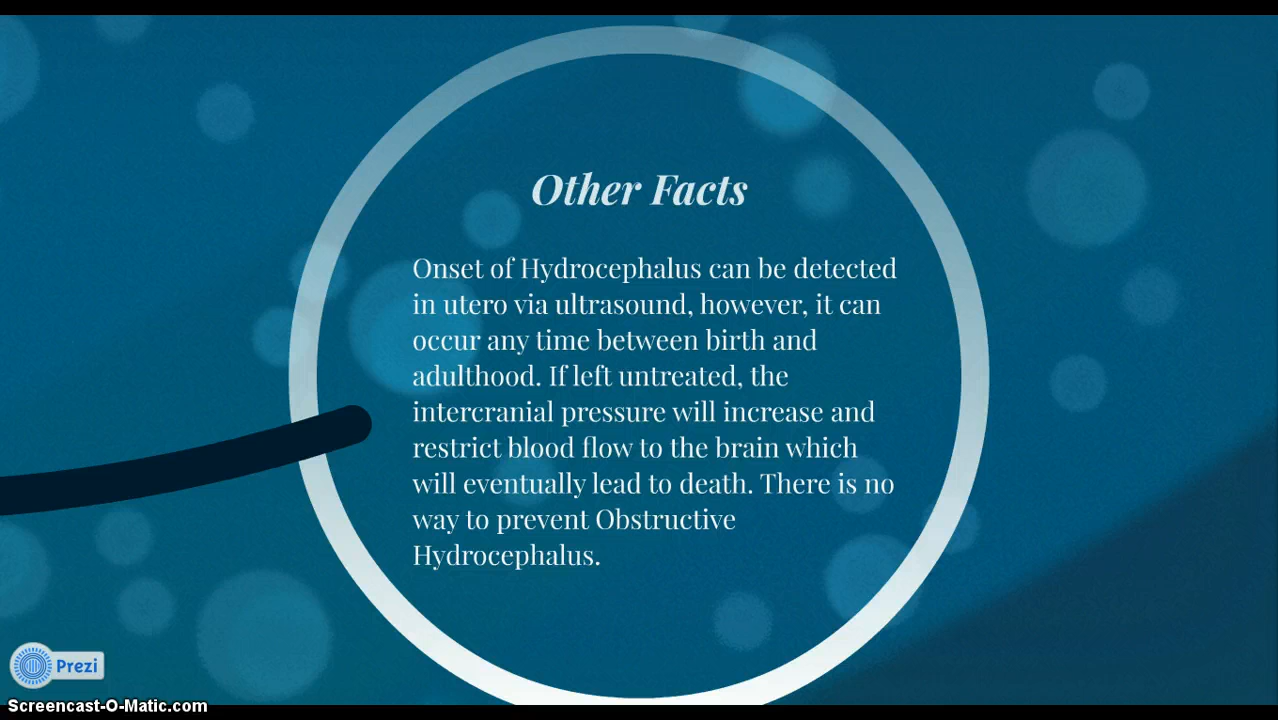 Other Facts
Onset of Hydrocephalus can be detected
in utero via ultrasound, however, it can
occur any time between birth and
adulthood. If left untreated, the
intercranial pressure will increase and
restrict blood flow to the brain which
will eventually lead to death. There is no
way to prevent Obstructive
Hydrocephalus.
Prezi
Screencast-O-Matic.com